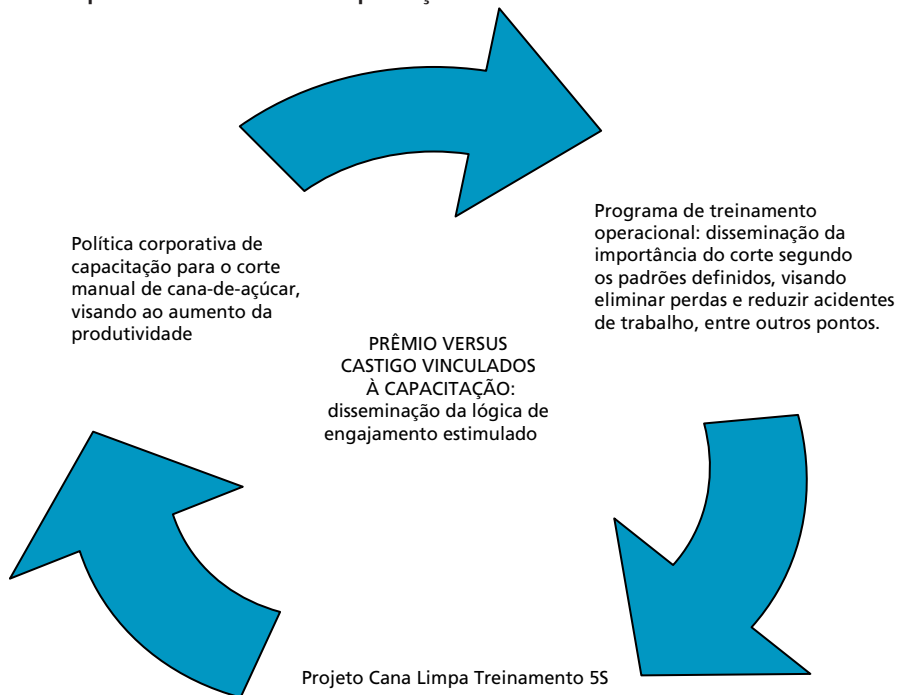 Política corporativa de
capacitação para o corte
manual de cana-de-açúcar,
visando ao aumento da
produtividade
Programa de treinamento
operacional: disseminação da
importância do corte segundo
os padrões definidos, visando
eliminar perdas e reduzir acidentes
de trabalho, entre outros pontos.
PRÊMIO VERSUS
CASTIGO VINCULADOS
À CAPACITAÇÃO:
disseminação da lógica de
engajamento estimulado
Projeto Cana Limpa Treinamento 5S